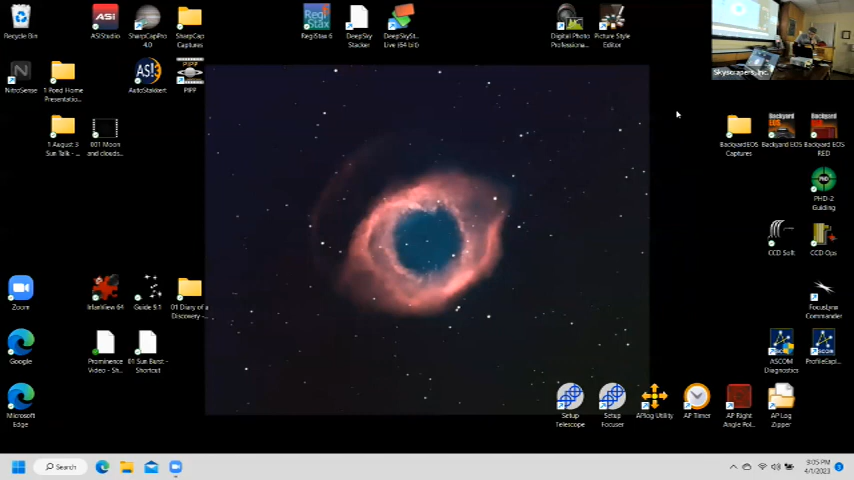 Recycle Bin
ASIStudio
SharpCapPro
4.0
SharpCap
Captures
RegiStax 6
DeepSky
Stacker
DeepSkySt...
Live (64 bit)
Digital Photo
Professiona...
Picture Style
Editor
Skyscrapers, Inc.
NitroSense
1 Pond Home
Presentatio...
AutoStakkert
PIPP
1 August 3
Sun Talk - ...
001 Moon
and clouds...
BackyardEOS
Captures
Backyard EOS
Backyard EOS
RED
PHD-2
Guiding
CCD Soft
CCD Ops
Zoom
IrfanView 64
Guide 9.1
01 Diary of a
Discovery -...
FocusLynx
Commander
Google
Prominence
Video - Sh...
01 Sun Burst -
Shortcut
ASCOM
Diagnostics
ProfileExpl...
Microsoft
Edge
Setup
Telescope
Setup
Focuser
APlog Utility
AP Timer
AP Right
Angle Pol...
AP Log
Zipper
Search
9:05 PM
4/1/2023